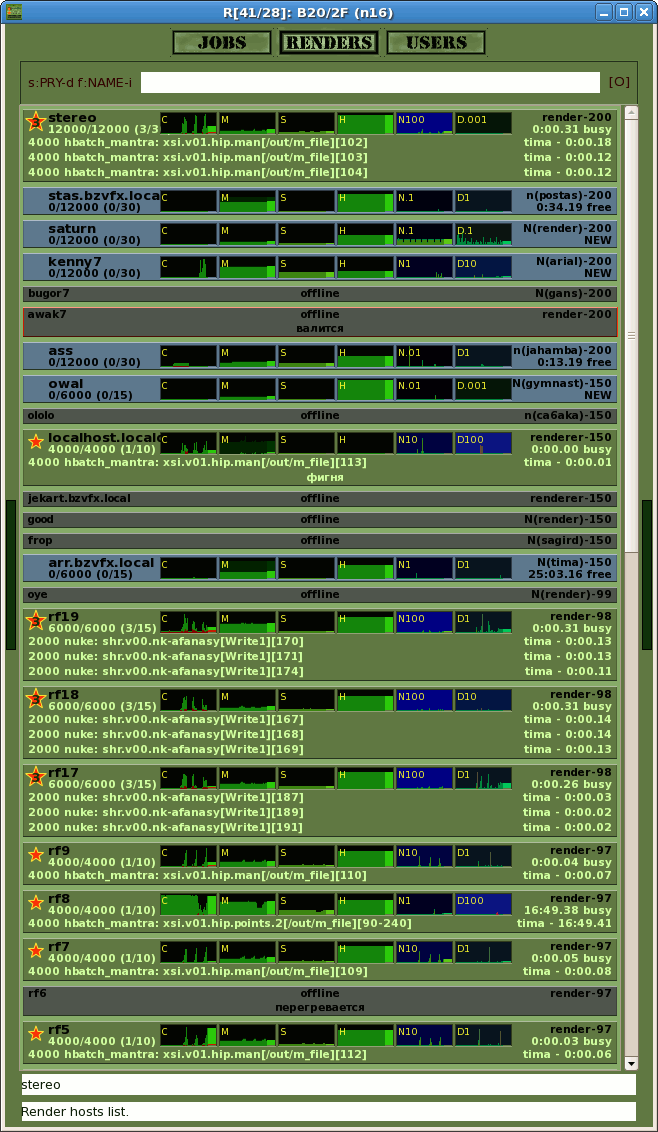 R[41/28]: B20/2F (n16)
JOBS RENDERS USERS
s:PRY-d f:NAME-i [O]
3 stereo C M S H N100 D.001 render-200
12000/12000 (3/3 0:00.31 busy
4000 hbatch_mantra: xsi.v01.hip.man[/out/m_file][102] tima - 0:00.18
4000 hbatch_mantra: xsi.v01.hip.man[/out/m_file][103] tima - 0:00.12
4000 hbatch_mantra: xsi.v01.hip.man[/out/m_file][104] tima - 0:00.12
stas.bzvfx.loca C M S H N.1 D1 n(postas)-200
0/12000 (0/30) 0:34.19 free
saturn C M S H N.1 D.1 N(render)-200
0/12000 (0/30) NEW
kenny7 C M S H N1 D10 N(arial)-200
0/12000 (0/30) NEW
bugor7 offline N(gans)-200
awak7 offline render-200
валится
ass C M S H N.01 D1 n(jahamba)-200
0/12000 (0/30) 0:13.19 free
owal C M S H N.01 D.001 N(gymnast)-150
0/6000 (0/15) NEW
ololo offline n(ca6aka)-150
localhost.local C M S H N10 D100 renderer-150
4000/4000 (1/10) 0:00.00 busy
4000 hbatch_mantra: xsi.v01.hip.man[/out/m_file][113] tima - 0:00.01
фигня
jekart.bzvfx.local offline renderer-150
good offline N(render)-150
frop offline N(sagird)-150
arr.bzvfx.local C M S H N.1 D1 N(tima)-150
0/6000 (0/15) 25:03.16 free
oye offline N(render)-99
3 rf19 C M S H N100 D1 render-98
6000/6000 (3/15) 0:00.31 busy
2000 nuke: shr.v00.nk-afanasy[Write1][170] tima - 0:00.13
2000 nuke: shr.v00.nk-afanasy[Write1][171] tima - 0:00.13
2000 nuke: shr.v00.nk-afanasy[Write1][174] tima - 0:00.11
3 rf18 C M S H N100 D10 render-98
6000/6000 (3/15) 0:00.31 busy
2000 nuke: shr.v00.nk-afanasy[Write1][167] tima - 0:00.14
2000 nuke: shr.v00.nk-afanasy[Write1][168] tima - 0:00.14
2000 nuke: shr.v00.nk-afanasy[Write1][169] tima - 0:00.13
3 rf17 C M S H N100 D1 render-98
6000/6000 (3/15) 0:00.26 busy
2000 nuke: shr.v00.nk-afanasy[Write1][187] tima - 0:00.03
2000 nuke: shr.v00.nk-afanasy[Write1][189] tima - 0:00.02
2000 nuke: shr.v00.nk-afanasy[Write1][191] tima - 0:00.02
rf9 C M S H N10 D1 render-97
4000/4000 (1/10) 0:00.04 busy
4000 hbatch_mantra: xsi.v01.hip.man[/out/m_file][110] tima - 0:00.07
rf8 C M S H N1 D100 render-97
4000/4000 (1/10) 16:49.38 busy
4000 hbatch_mantra: xsi.v01.hip.points.2[/out/m_file][90-240] tima - 16:49.41
rf7 C M S H N10 D1 render-97
4000/4000 (1/10) 0:00.05 busy
4000 hbatch_mantra: xsi.v01.hip.man[/out/m_file][109] tima - 0:00.08
rf6 offline render-97
перегревается
rf5 C M S H N10 D1 render-97
4000/4000 (1/10) 0:00.03 busy
4000 hbatch_mantra: xsi.v01.hip.man[/out/m_file][112] tima - 0:00.06
stereo
Render hosts list.